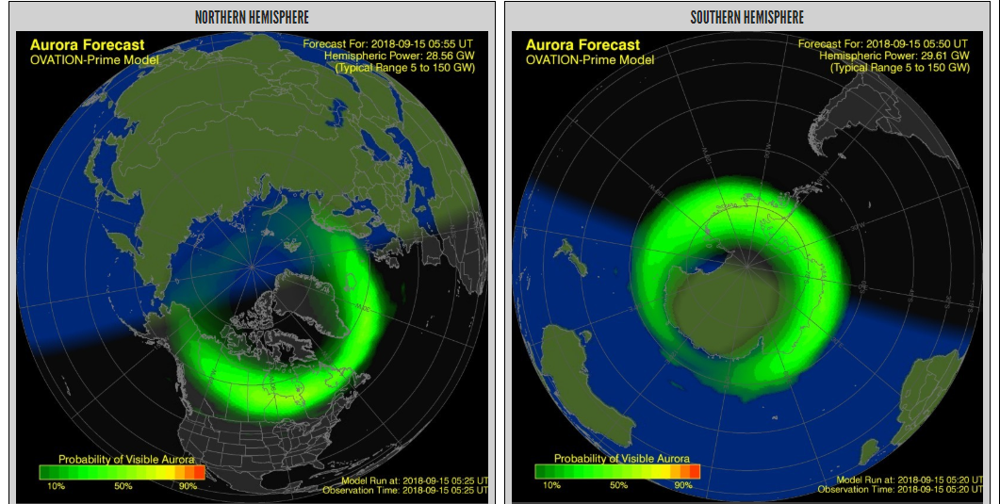 NORTHERN HEMISPHERE
Aurora Forecast
OVATION-Prime Model
Forecast For: 2018-09-15 05:55 UT
Hemispheric Power: 28.56 GW
(Typical Range 5 to 150 GW)
Probability of Visible Aurora
10% 50% 90%
Model Run at: 2018-09-15 05:25 UT
Observation Time: 2018-09-15 05:25 UT
SOUTHERN HEMISPHERE
Aurora Forecast
OVATION-Prime Model
Forecast For: 2018-09-15 05:50 UT
Hemispheric Power: 29.61 GW
(Typical Range 5 to 150 GW)
Probability of Visible Aurora
10% 50% 90%
Model Run at: 2018-09-15 05:20 UT
Observation Time: 2018-09-15 05:20 UT